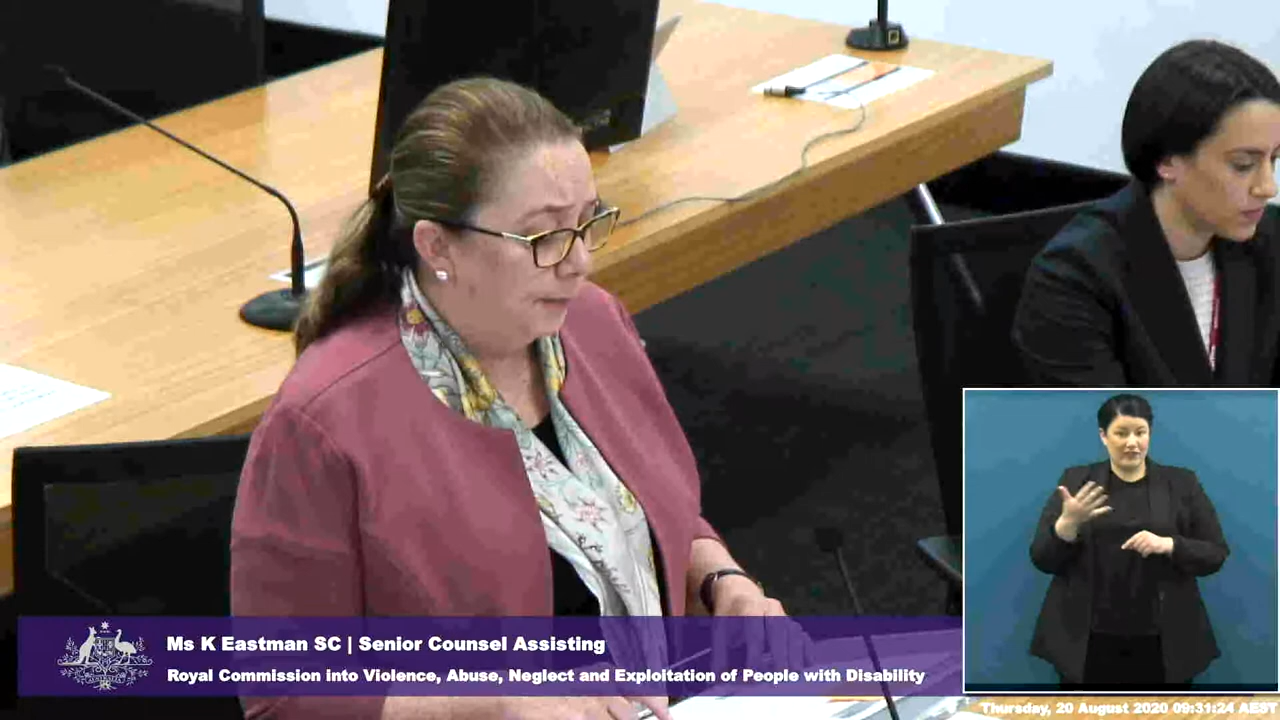 Ms K Eastman SC | Senior Counsel Assisting
Royal Commission into Violence, Abuse, Neglect and Exploitation of People with Disability
Thursday, 20 August 2020 09:31:24 AEST